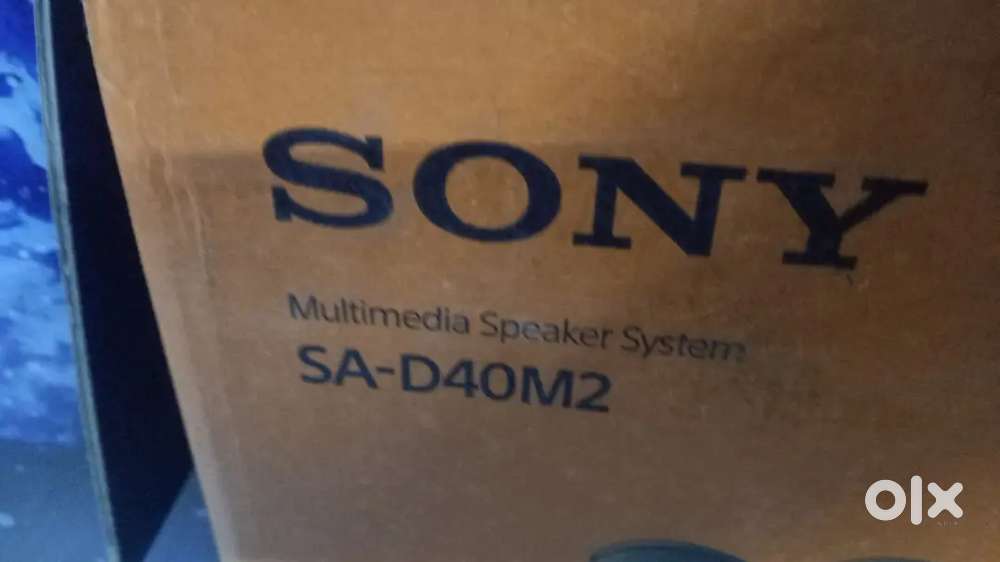 SONY
Multimedia Speaker System
SA-D40M2
olx